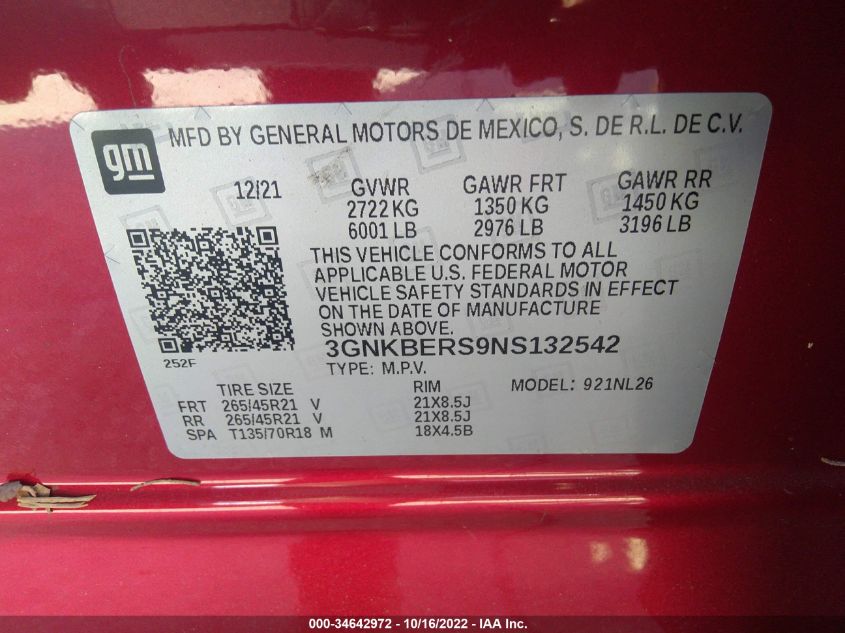 gm
MFD BY GENERAL MOTORS DE MEXICO, S. DE R.L. DE C.V.
12/21 GVWR GAWR FRT GAWR RR
2722 KG 1350 KG 1450 KG
6001 LB 2976 LB 3196 LB
THIS VEHICLE CONFORMS TO ALL
APPLICABLE U.S. FEDERAL MOTOR
VEHICLE SAFETY STANDARDS IN EFFECT
ON THE DATE OF MANUFACTURE
SHOWN ABOVE.
252F
3GNKBERS9NS132542
TYPE: M.P.V.
TIRE SIZE RIM MODEL: 921NL26
FRT 265/45R21 V 21X8.5J
RR 265/45R21 V 21X8.5J
SPA T135/70R18 M 18X4.5B
000-34642972 - 10/16/2022 - IAA Inc.